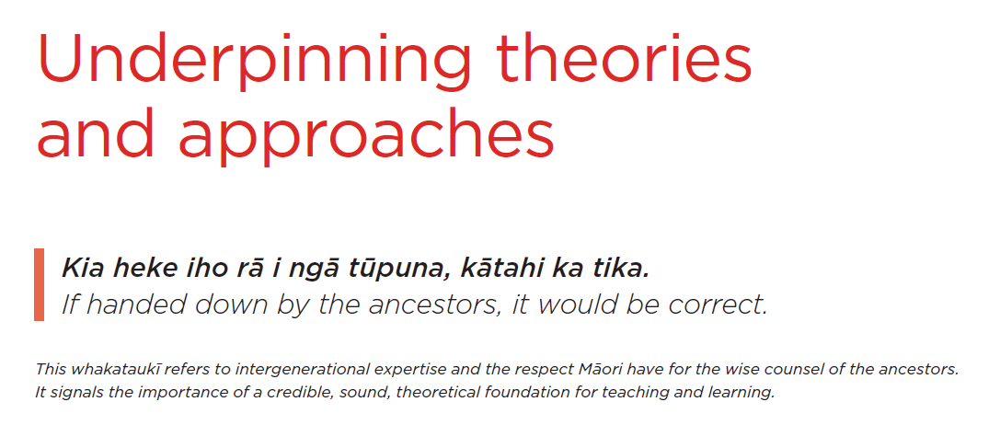 Underpinning theories
and approaches
Kia heke iho rā i ngā tūpuna, kātahi ka tika.
If handed down by the ancestors, it would be correct.
This whakataukī refers to intergenerational expertise and the respect Māori have for the wise counsel of the ancestors.
It signals the importance of a credible, sound, theoretical foundation for teaching and learning.